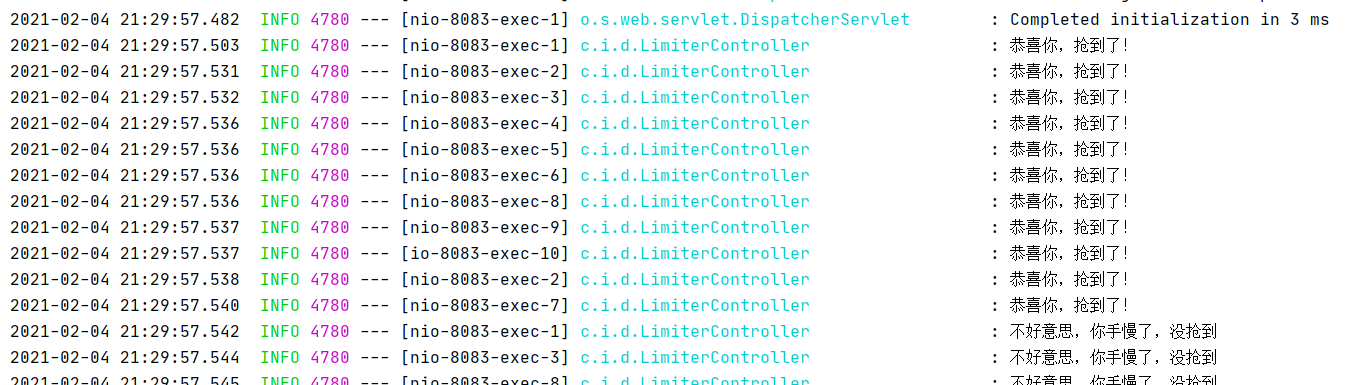 2021-02-04 21:29:57.482  INFO 4780 --- [nio-8083-exec-1] o.s.web.servlet.DispatcherServlet        : Completed initialization in 3 ms
2021-02-04 21:29:57.503  INFO 4780 --- [nio-8083-exec-1] c.i.d.LimiterController                  : 恭喜你，抢到了！
2021-02-04 21:29:57.531  INFO 4780 --- [nio-8083-exec-2] c.i.d.LimiterController                  : 恭喜你，抢到了！
2021-02-04 21:29:57.532  INFO 4780 --- [nio-8083-exec-3] c.i.d.LimiterController                  : 恭喜你，抢到了！
2021-02-04 21:29:57.536  INFO 4780 --- [nio-8083-exec-4] c.i.d.LimiterController                  : 恭喜你，抢到了！
2021-02-04 21:29:57.536  INFO 4780 --- [nio-8083-exec-5] c.i.d.LimiterController                  : 恭喜你，抢到了！
2021-02-04 21:29:57.536  INFO 4780 --- [nio-8083-exec-6] c.i.d.LimiterController                  : 恭喜你，抢到了！
2021-02-04 21:29:57.536  INFO 4780 --- [nio-8083-exec-8] c.i.d.LimiterController                  : 恭喜你，抢到了！
2021-02-04 21:29:57.537  INFO 4780 --- [nio-8083-exec-9] c.i.d.LimiterController                  : 恭喜你，抢到了！
2021-02-04 21:29:57.537  INFO 4780 --- [io-8083-exec-10] c.i.d.LimiterController                  : 恭喜你，抢到了！
2021-02-04 21:29:57.538  INFO 4780 --- [nio-8083-exec-2] c.i.d.LimiterController                  : 恭喜你，抢到了！
2021-02-04 21:29:57.540  INFO 4780 --- [nio-8083-exec-7] c.i.d.LimiterController                  : 恭喜你，抢到了！
2021-02-04 21:29:57.542  INFO 4780 --- [nio-8083-exec-1] c.i.d.LimiterController                  : 不好意思，你手慢了，没抢到
2021-02-04 21:29:57.544  INFO 4780 --- [nio-8083-exec-3] c.i.d.LimiterController                  : 不好意思，你手慢了，没抢到
2021-02-04 21:29:57.545  INFO 4780 --- [nio-8083-exec-8] c.i.d.LimiterController                  : 不好意思，你手慢了，没抢到